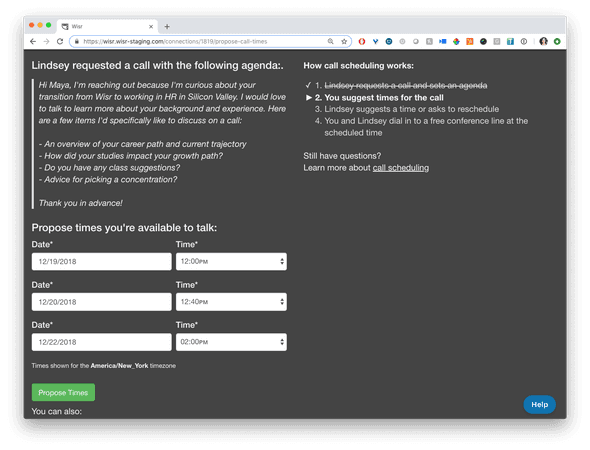 Wisr
https://wisr.wisr-staging.com/connections/1819/propose-call-times
Lindsey requested a call with the following agenda:.
Hi Maya, I'm reaching out because I'm curious about your
transition from Wisr to working in HR in Silicon Valley. I would love
to talk to learn more about your background and experience. Here
are a few items I'd specifically like to discuss on a call:
- An overview of your career path and current trajectory
- How did your studies impact your growth path?
- Do you have any class suggestions?
- Advice for picking a concentration?
Thank you in advance!
Propose times you're available to talk:
Date* Time*
12/19/2018 12:00PM
Date* Time*
12/20/2018 12:40PM
Date* Time*
12/22/2018 02:00PM
Times shown for the America/New_York timezone
Propose Times
You can also:
How call scheduling works:
✓ 1. Lindsey requests a call and sets an agenda
▶ 2. You suggest times for the call
3. Lindsey suggests a time or asks to reschedule
4. You and Lindsey dial in to a free conference line at the
scheduled time
Still have questions?
Learn more about call scheduling
Help